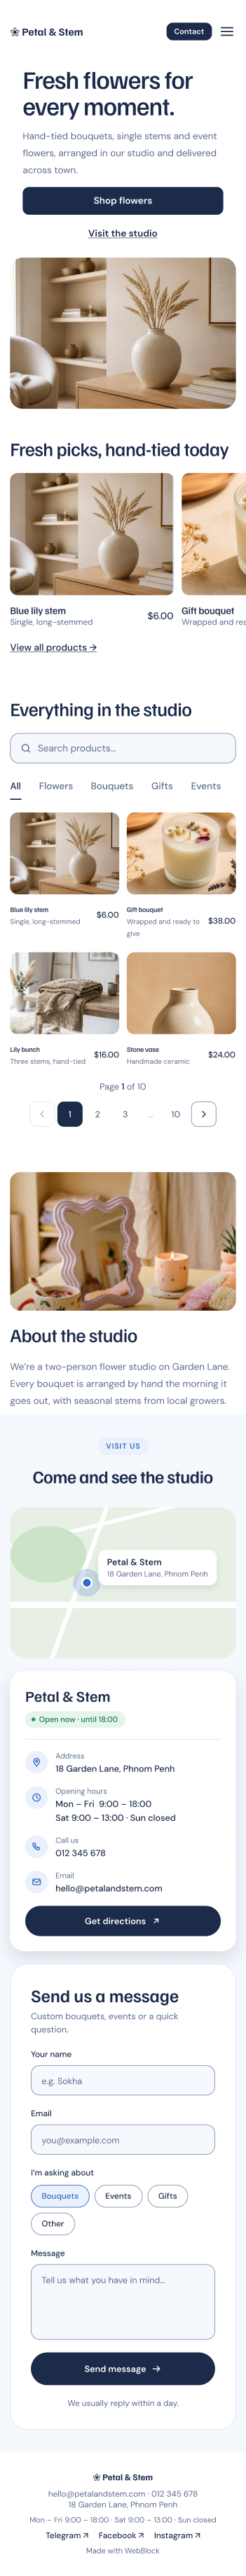 Petal & Stem
Contact
Fresh flowers for
every moment.
Hand-tied bouquets, single stems and event
flowers, arranged in our studio and delivered
across town.
Shop flowers
Visit the studio
Fresh picks, hand-tied today
Blue lily stem
Single, long-stemmed
$6.00
Gift bouquet
Wrapped and rea
View all products →
Everything in the studio
Search products...
All Flowers Bouquets Gifts Events
Blue lily stem
Single, long-stemmed
$6.00
Gift bouquet
Wrapped and ready to
give
$38.00
Lily bunch
Three stems, hand-tied
$16.00
Stone vase
Handmade ceramic
$24.00
Page 1 of 10
1 2 3 ... 10
About the studio
We're a two-person flower studio on Garden Lane.
Every bouquet is arranged by hand the morning it
goes out, with seasonal stems from local growers.
VISIT US
Come and see the studio
Petal & Stem
18 Garden Lane, Phnom Penh
Petal & Stem
Open now · until 18:00
Address
18 Garden Lane, Phnom Penh
Opening hours
Mon – Fri 9:00 – 18:00
Sat 9:00 – 13:00 · Sun closed
Call us
012 345 678
Email
hello@petalandstem.com
Get directions ↗
Send us a message
Custom bouquets, events or a quick
question.
Your name
e.g. Sokha
Email
you@example.com
I'm asking about
Bouquets Events Gifts
Other
Message
Tell us what you have in mind...
Send message →
We usually reply within a day.
Petal & Stem
hello@petalandstem.com · 012 345 678
18 Garden Lane, Phnom Penh
Mon – Fri 9:00 – 18:00 · Sat 9:00 – 13:00 · Sun closed
Telegram ↗ Facebook ↗ Instagram ↗
Made with WebBlock